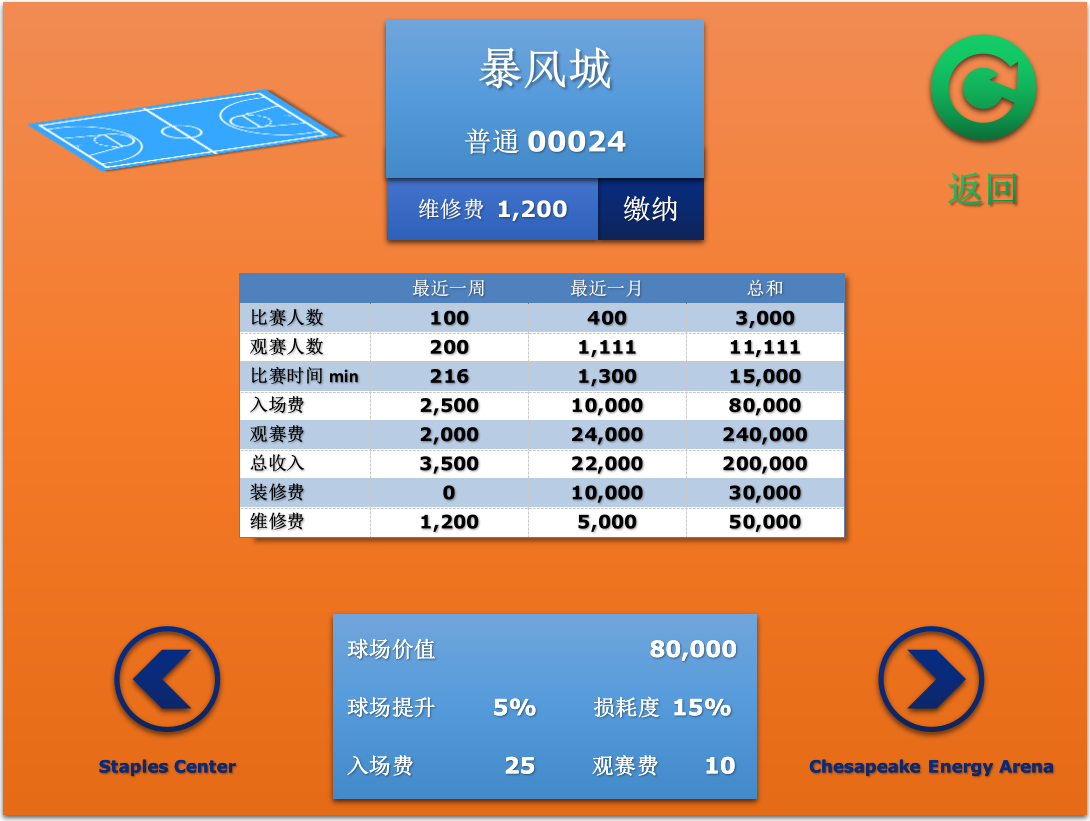 暴风城
普通 00024
返回
维修费 1,200 缴纳
最近一周 最近一月 总和
比赛人数 100 400 3,000
观赛人数 200 1,111 11,111
比赛时间 min 216 1,300 15,000
入场费 2,500 10,000 80,000
观赛费 2,000 24,000 240,000
总收入 3,500 22,000 200,000
装修费 0 10,000 30,000
维修费 1,200 5,000 50,000
球场价值 80,000
球场提升 5% 损耗度 15%
入场费 25 观赛费 10
Staples Center
Chesapeake Energy Arena